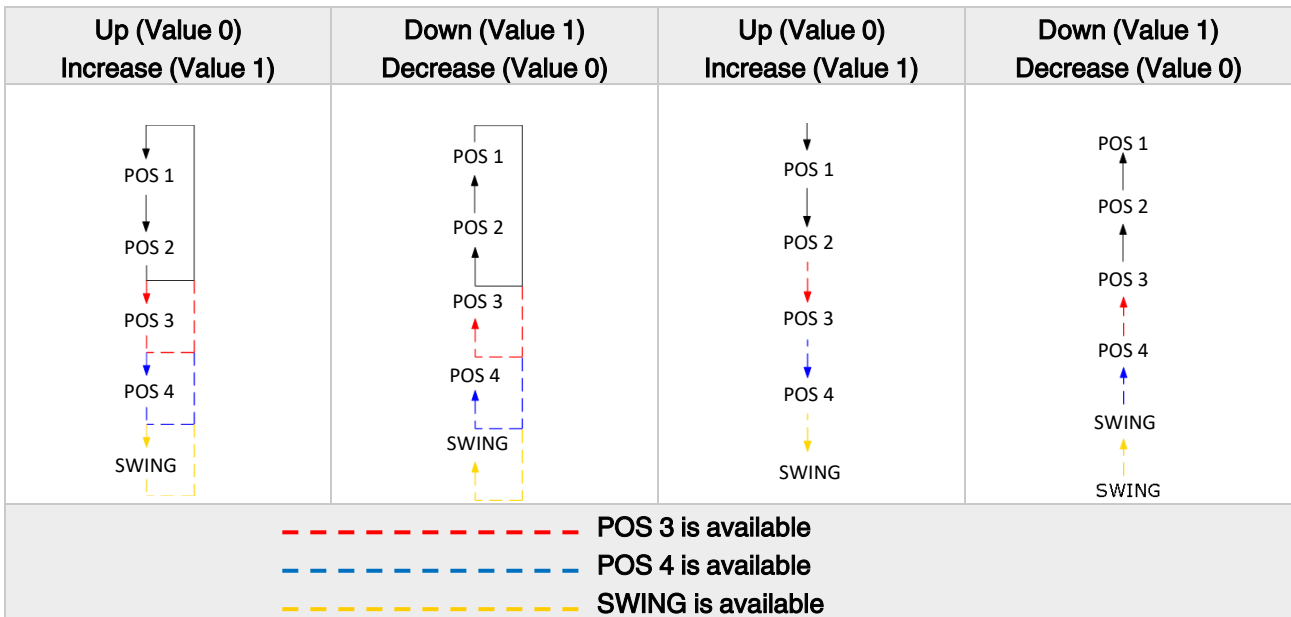 Up (Value 0)
Increase (Value 1)
Down (Value 1)
Decrease (Value 0)
Up (Value 0)
Increase (Value 1)
Down (Value 1)
Decrease (Value 0)
POS 1
POS 2
POS 3
POS 4
SWING
POS 1
POS 2
POS 3
POS 4
SWING
POS 1
POS 2
POS 3
POS 4
SWING
POS 1
POS 2
POS 3
POS 4
SWING
SWING
POS 3 is available
POS 4 is available
SWING is available